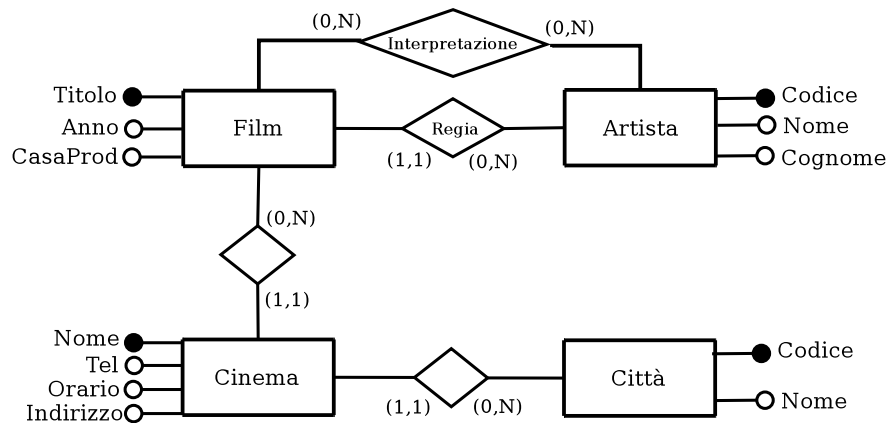 (0,N)
(0,N)
Interpretazione
Titolo
Anno
CasaProd
Film
Regia
(1,1)
(0,N)
Artista
Codice
Nome
Cognome
(0,N)
(1,1)
Nome
Tel
Orario
Indirizzo
Cinema
(1,1)
(0,N)
Città
Codice
Nome